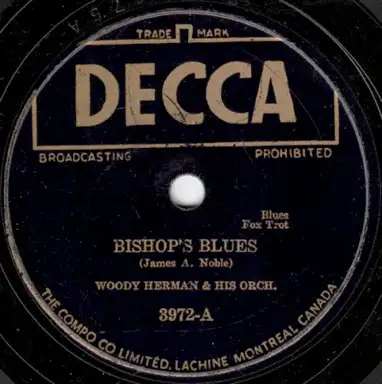 TRADE MARK
DECCA
BROADCASTING PROHIBITED
Blues
Fox Trot
BISHOP'S BLUES
(James A. Noble)
WOODY HERMAN & HIS ORCH.
3972-A
THE COMPO CO LIMITED, LACHINE MONTREAL CANADA